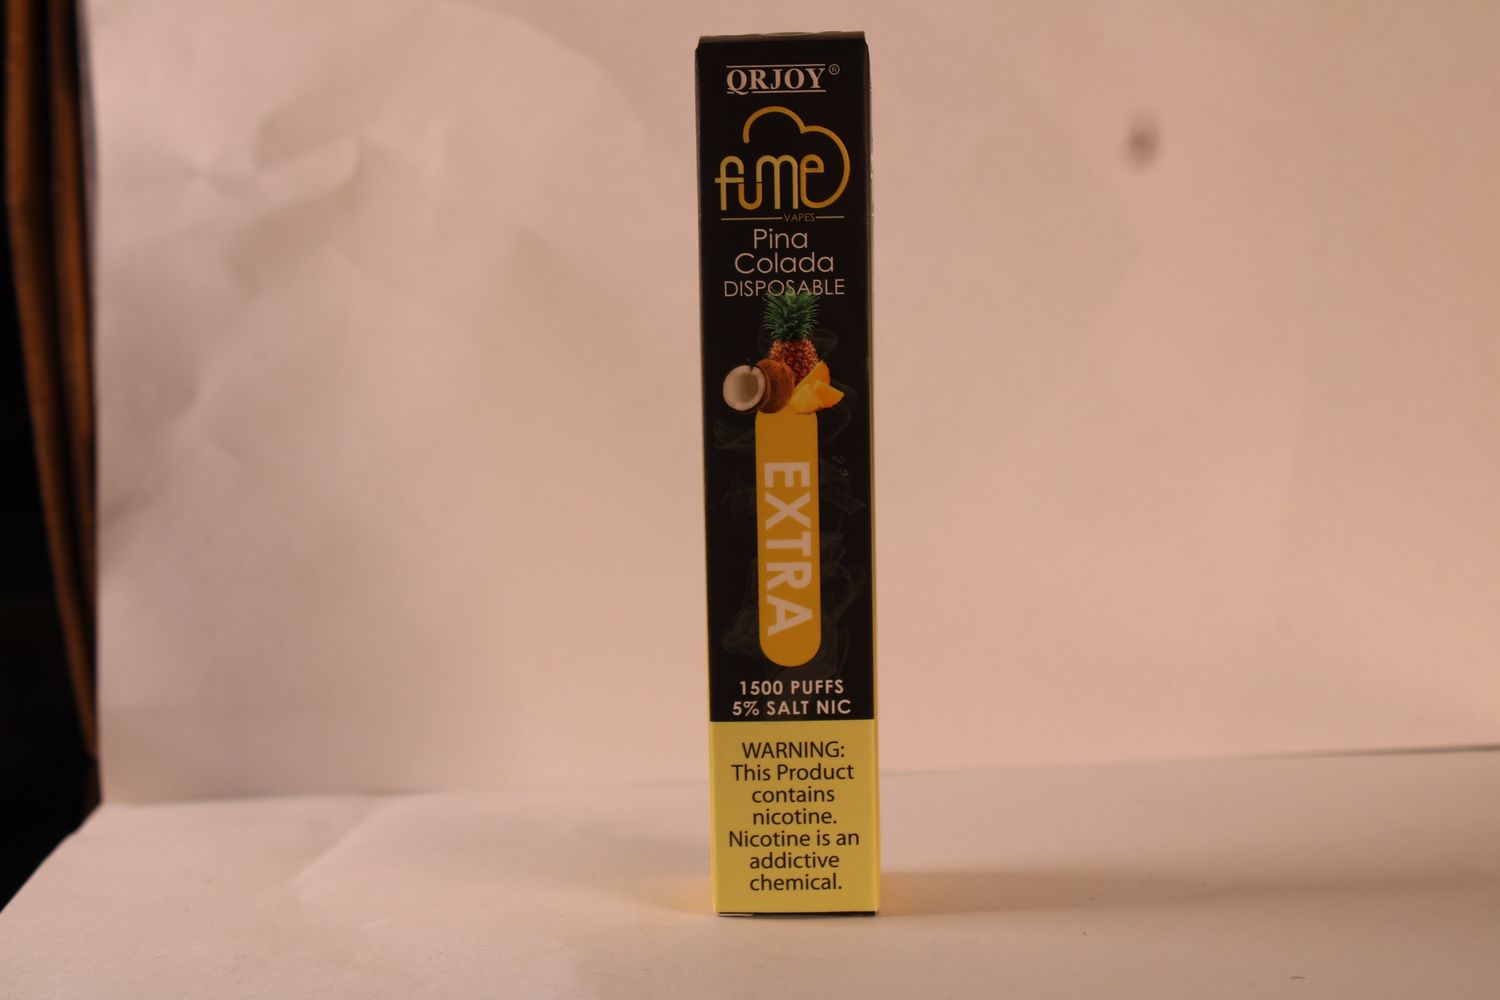 QRJOY®
fume
VAPES
Pina
Colada
DISPOSABLE
EXTRA
1500 PUFFS
5% SALT NIC
WARNING:
This Product
contains
nicotine.
Nicotine is an
addictive
chemical.